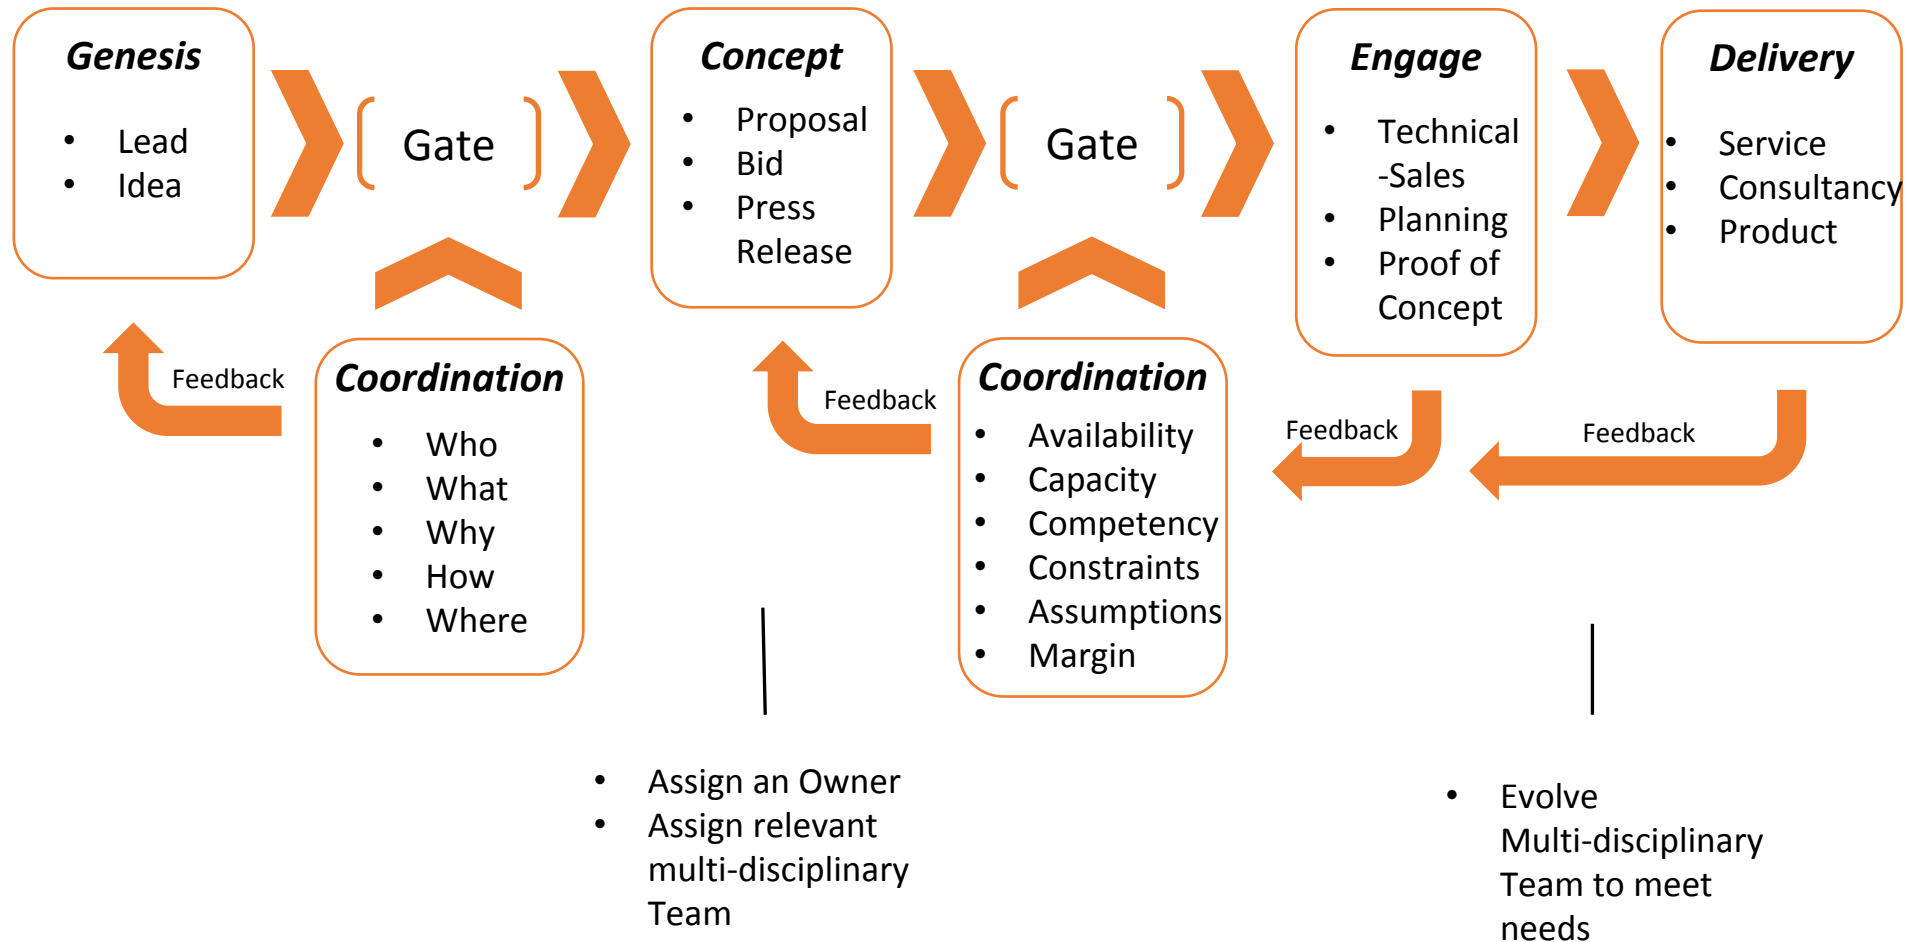 Genesis
• Lead
• Idea
Gate
Concept
• Proposal
• Bid
• Press
Release
Gate
Engage
• Technical
-Sales
• Planning
• Proof of
Concept
Delivery
• Service
• Consultancy
• Product
Feedback
Coordination
• Who
• What
• Why
• How
• Where
Feedback
Coordination
• Availability
• Capacity
• Competency
• Constraints
• Assumptions
• Margin
Feedback
Feedback
• Assign an Owner
• Assign relevant
multi-disciplinary
Team
• Evolve
Multi-disciplinary
Team to meet
needs